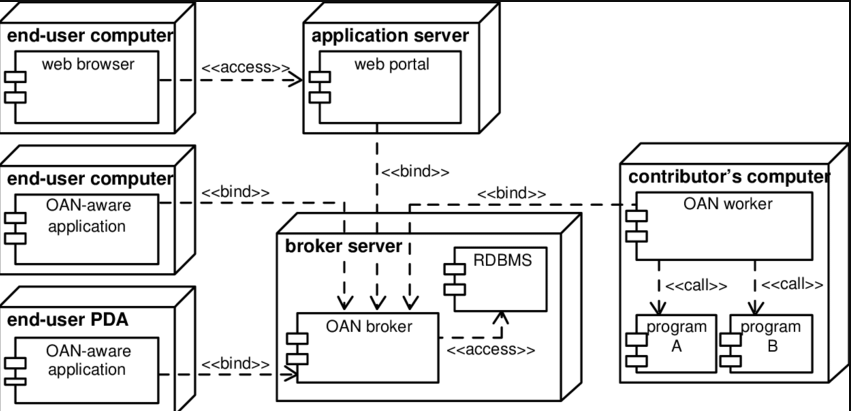 end-user computer
web browser
<<access>>
application server
web portal
end-user computer
OAN-aware
application
<<bind>>
<<bind>>
<<bind>>
contributor's computer
OAN worker
broker server
RDBMS
<<call>>
<<call>>
end-user PDA
OAN-aware
application
<<bind>>
OAN broker
<<access>>
program
A
program
B